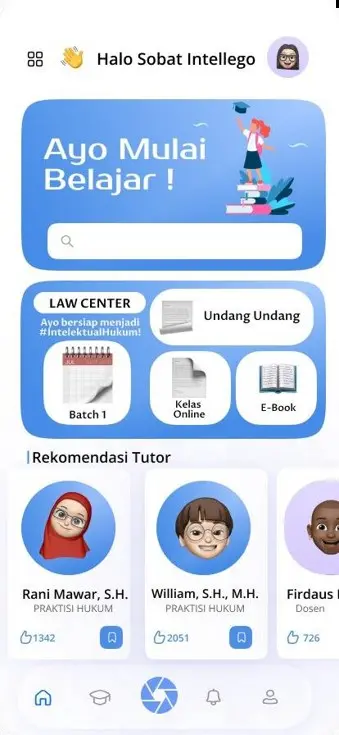 Halo Sobat Intellego
Ayo Mulai
Belajar !
LAW CENTER
Ayo bersiap menjadi
#IntelektualHukum!
Undang Undang
Batch 1
Kelas
Online
E-Book
Rekomendasi Tutor
Rani Mawar, S.H.
PRAKTISI HUKUM
1342
William, S.H., M.H.
PRAKTISI HUKUM
2051
Firdaus
Dosen
726